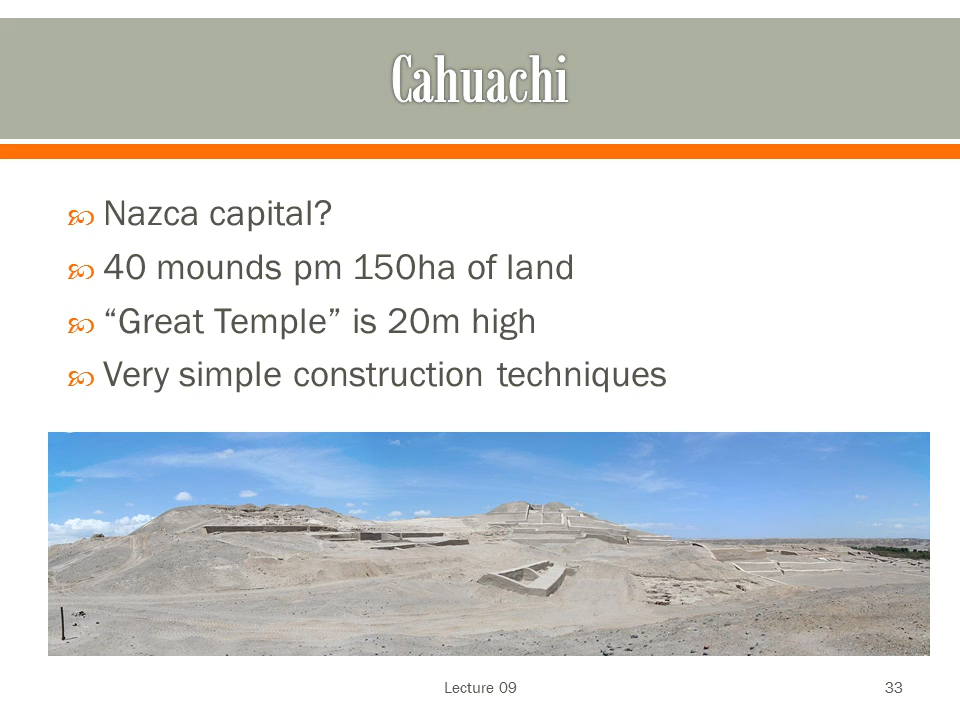 Cahuachi
Nazca capital?
40 mounds pm 150ha of land
“Great Temple” is 20m high
Very simple construction techniques
Lecture 09
33